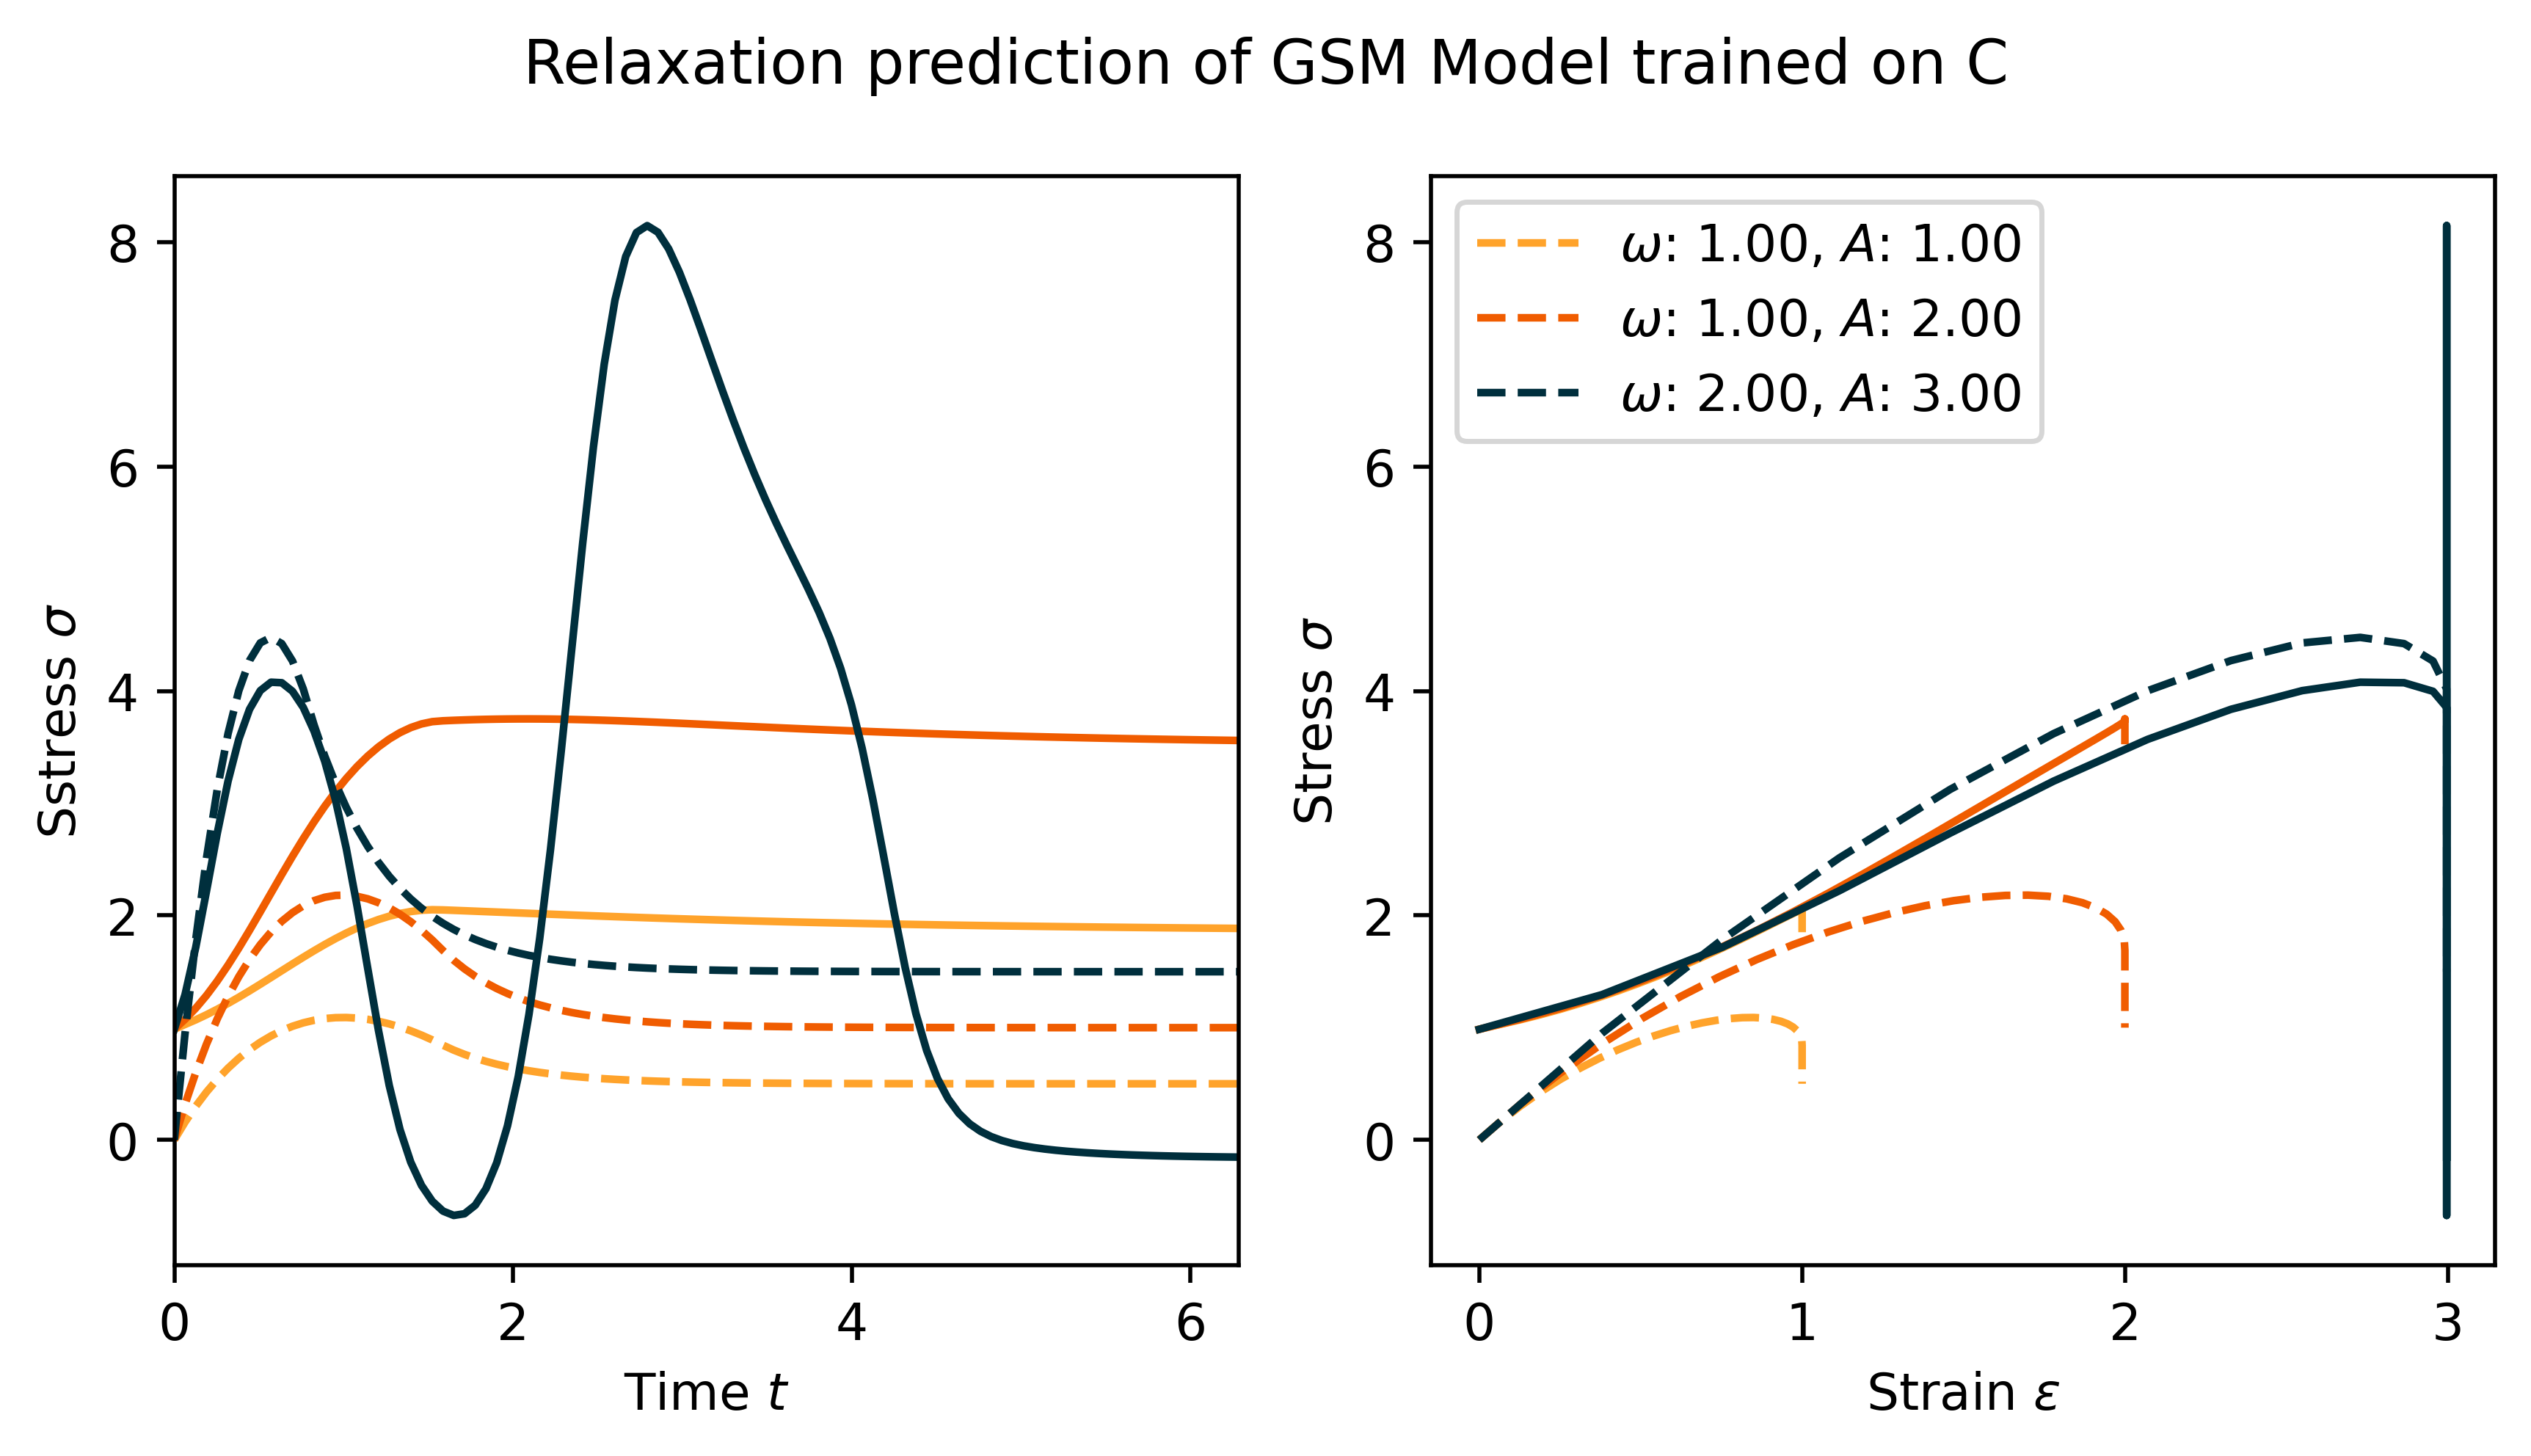 Relaxation prediction of GSM Model trained on C
Sstress σ
8
6
4
2
0
0 2 4 6
Time t
Stress σ
8
6
4
2
0
ω: 1.00, A: 1.00
ω: 1.00, A: 2.00
ω: 2.00, A: 3.00
0 1 2 3
Strain ε